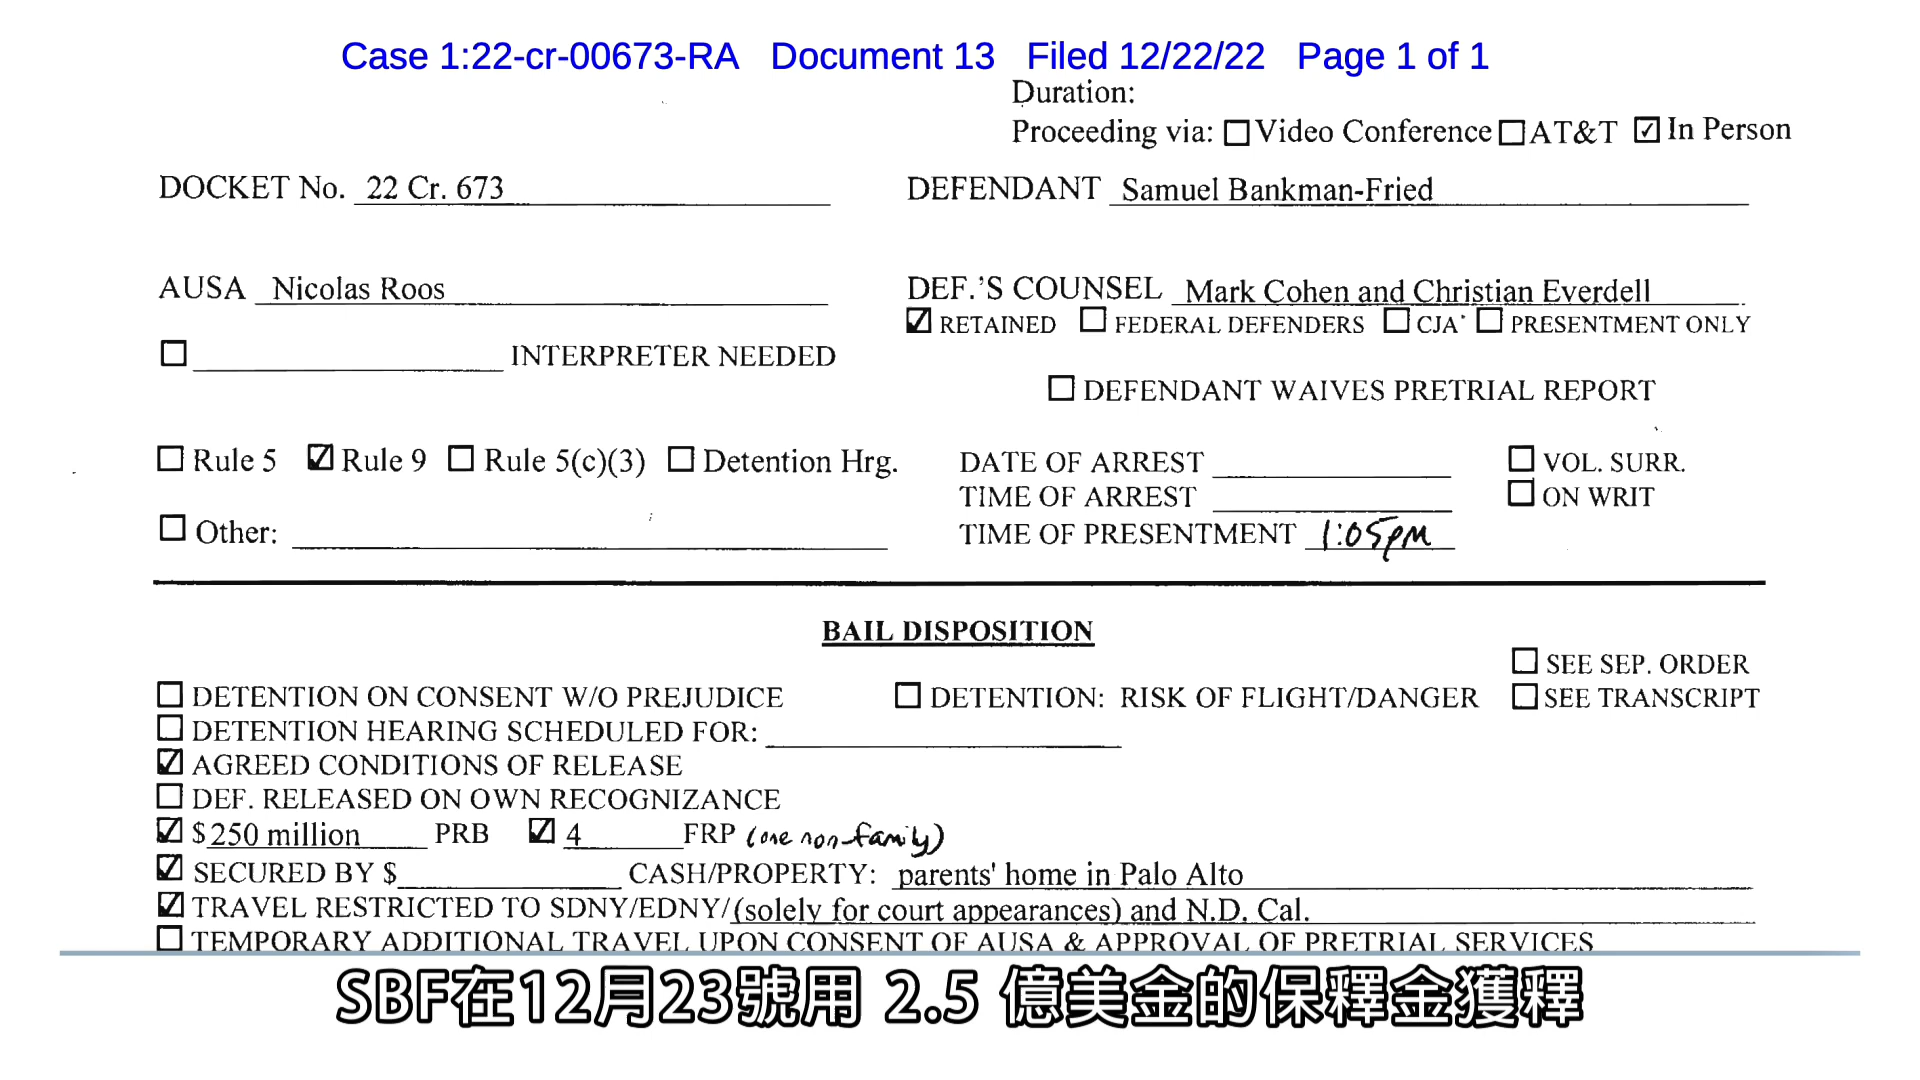 Case 1:22-cr-00673-RA Document 13 Filed 12/22/22 Page 1 of 1
Duration:
Proceeding via: ☐ Video Conference ☐ AT&T ☑ In Person
DOCKET No. 22 Cr. 673 DEFENDANT Samuel Bankman-Fried
AUSA Nicolas Roos DEF.'S COUNSEL Mark Cohen and Christian Everdell
☑ RETAINED ☐ FEDERAL DEFENDERS ☐ CJA ☐ PRESENTMENT ONLY
☐ INTERPRETER NEEDED
☐ DEFENDANT WAIVES PRETRIAL REPORT
☐ Rule 5 ☑ Rule 9 ☐ Rule 5(c)(3) ☐ Detention Hrg. DATE OF ARREST ☐ VOL. SURR.
TIME OF ARREST ☐ ON WRIT
☐ Other: TIME OF PRESENTMENT 1:05pm
BAIL DISPOSITION
☐ SEE SEP. ORDER
☐ DETENTION ON CONSENT W/O PREJUDICE ☐ DETENTION: RISK OF FLIGHT/DANGER ☐ SEE TRANSCRIPT
☐ DETENTION HEARING SCHEDULED FOR:
☑ AGREED CONDITIONS OF RELEASE
☐ DEF. RELEASED ON OWN RECOGNIZANCE
☑ $ 250 million PRB ☑ 4 FRP (one non-family)
☑ SECURED BY $ CASH/PROPERTY: parents' home in Palo Alto
☑ TRAVEL RESTRICTED TO SDNY/EDNY/ (solely for court appearances) and N.D. Cal.
☐ TEMPORARY ADDITIONAL TRAVEL UPON CONSENT OF AUSA & APPROVAL OF PRETRIAL SERVICES
SBF在12月23號用 2.5 億美金的保釋金獲釋